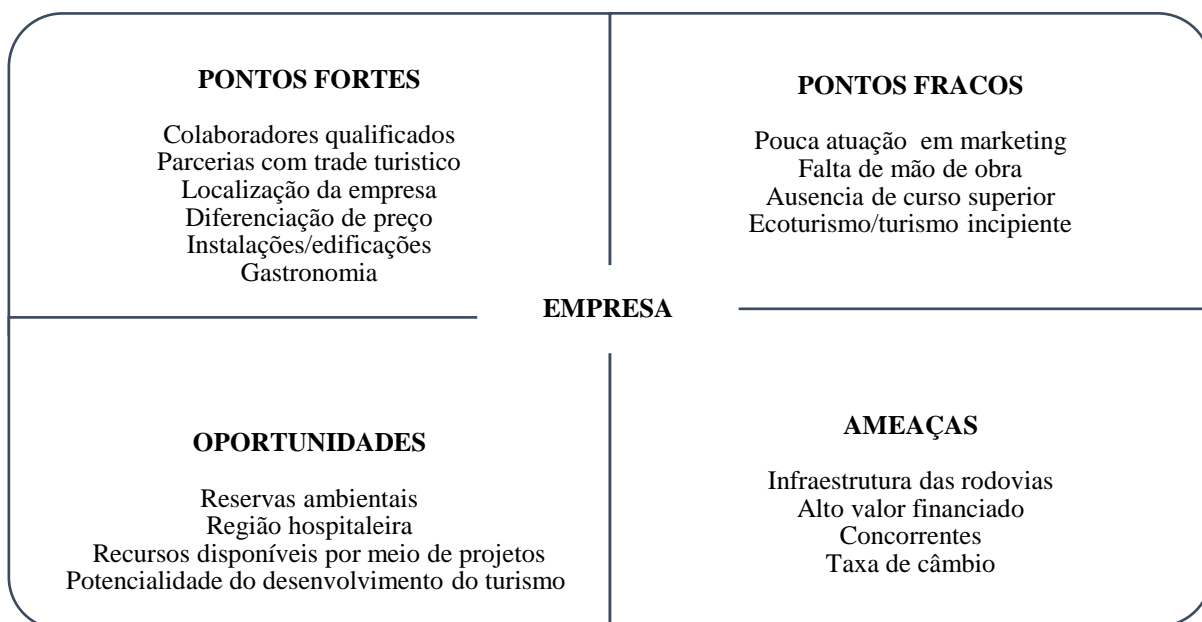 PONTOS FORTES
Colaboradores qualificados
Parcerias com trade turistico
Localização da empresa
Diferenciação de preço
Instalações/edificações
Gastronomia
PONTOS FRACOS
Pouca atuação em marketing
Falta de mão de obra
Ausencia de curso superior
Ecoturismo/turismo incipiente
EMPRESA
OPORTUNIDADES
Reservas ambientais
Região hospitaleira
Recursos disponíveis por meio de projetos
Potencialidade do desenvolvimento do turismo
AMEAÇAS
Infraestrutura das rodovias
Alto valor financiado
Concorrentes
Taxa de câmbio